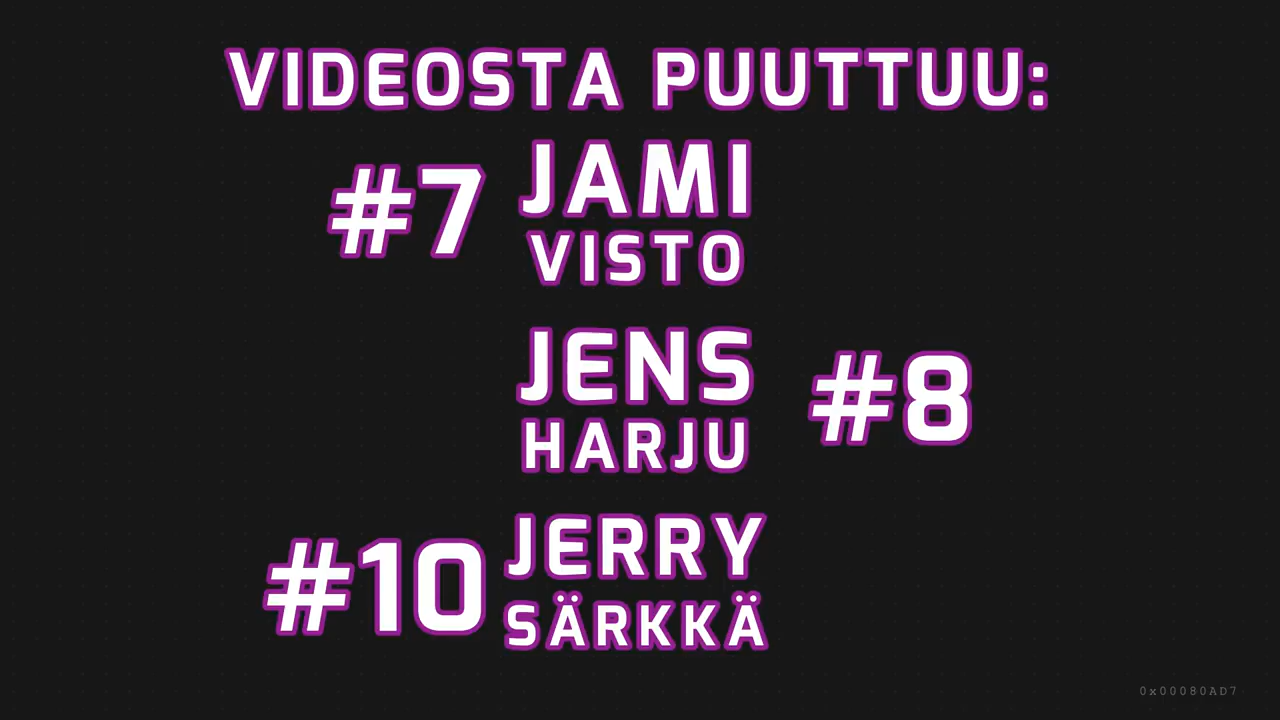 VIDEOSTA PUUTTUU:
#7 JAMI
VISTO
JENS #8
HARJU
#10 JERRY
SÄRKKÄ
0x00080AD7